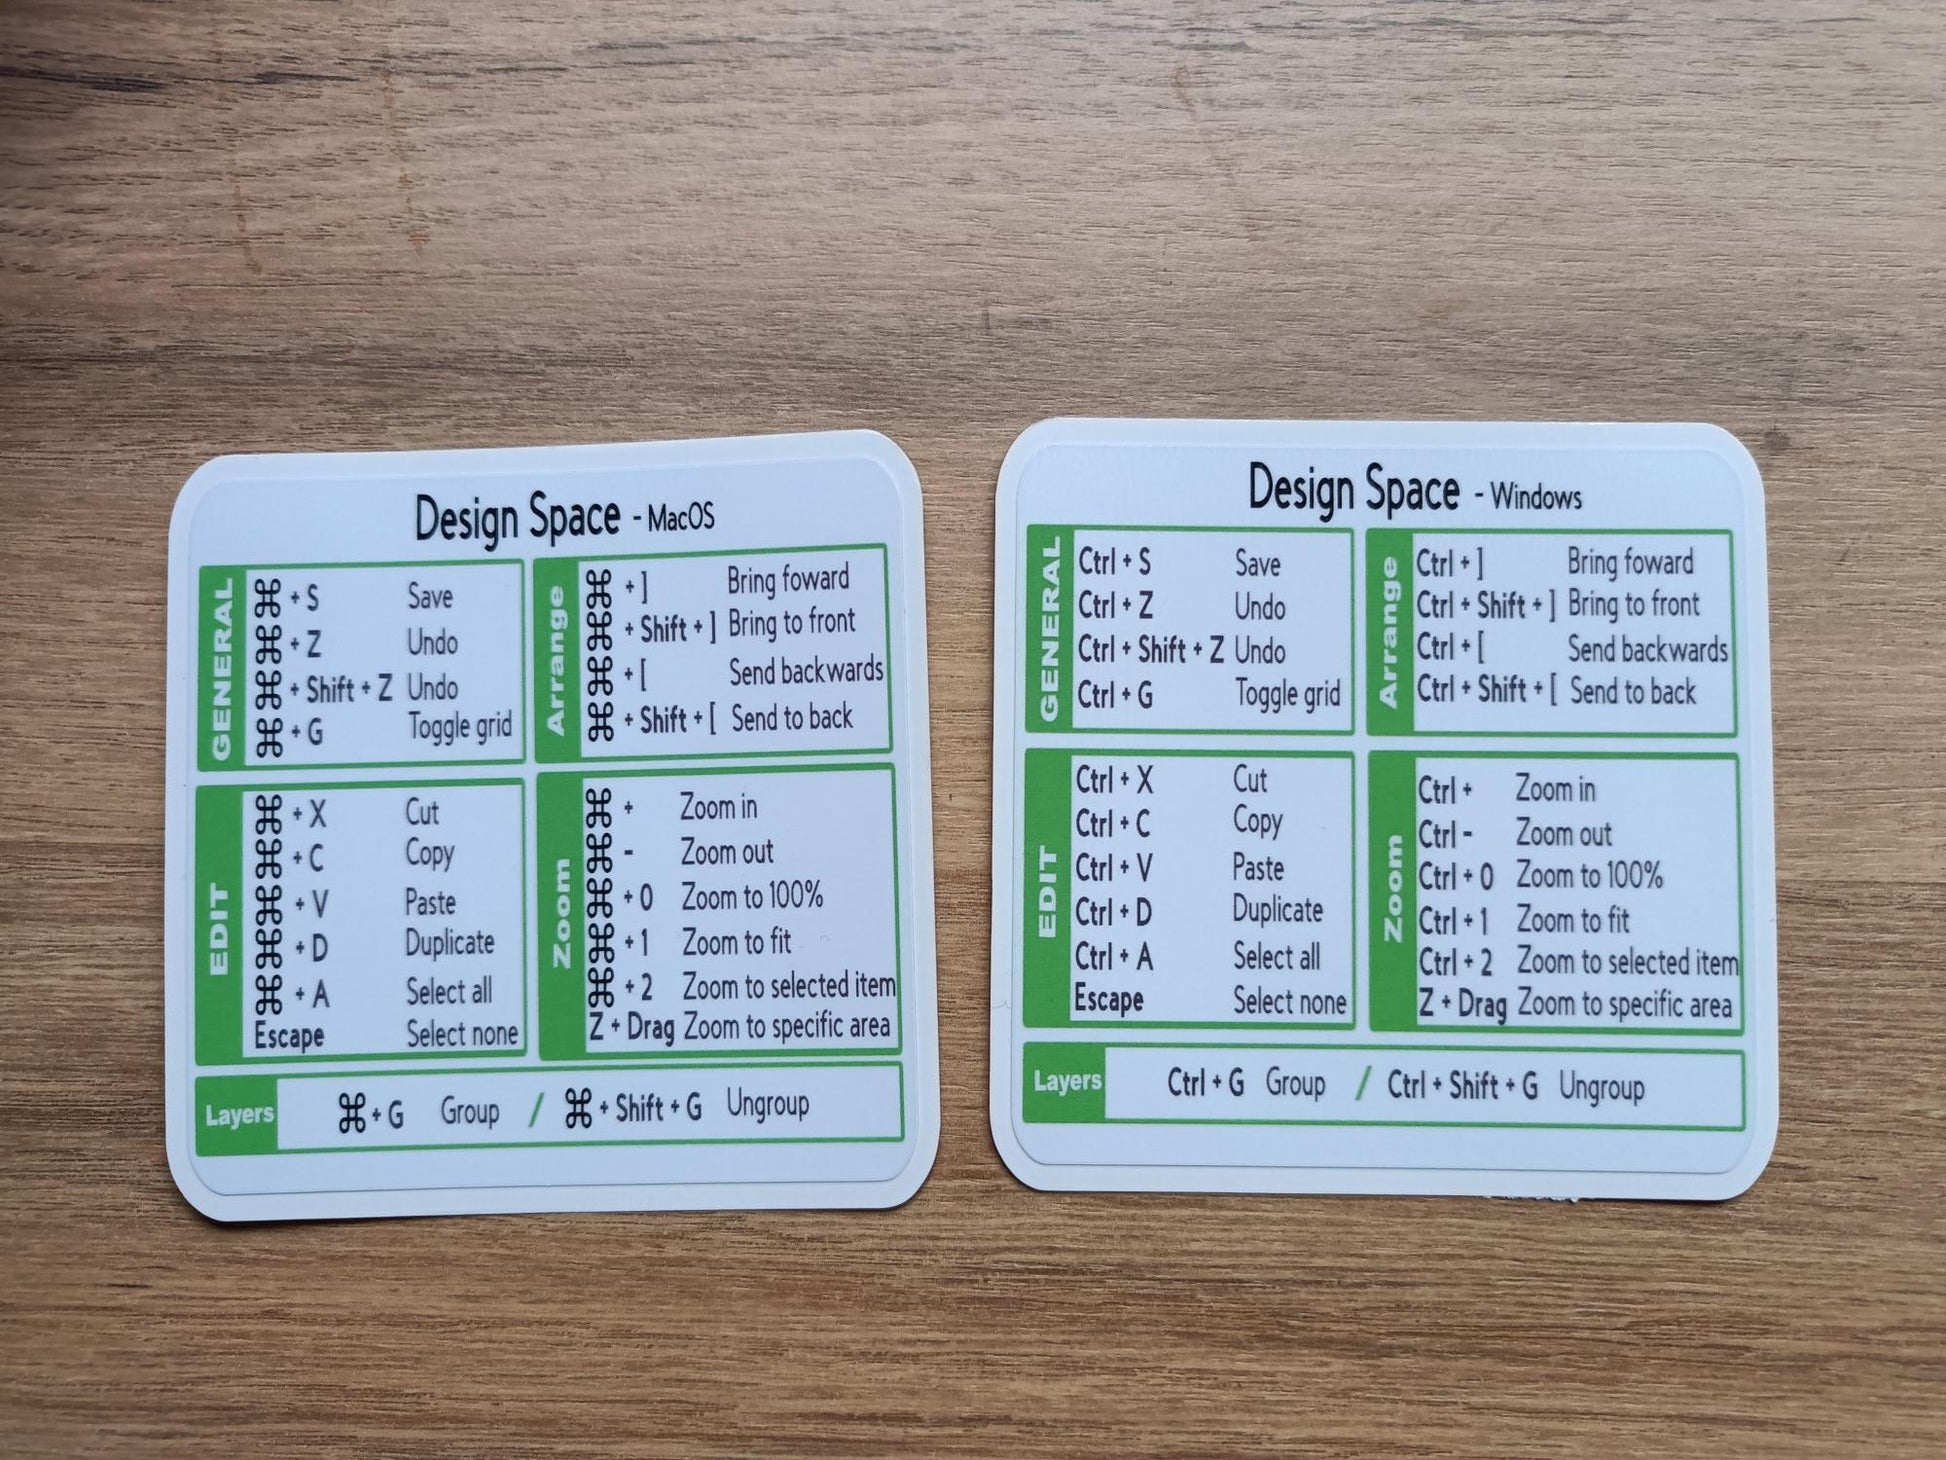 Design Space - MacOS
GENERAL
⌘ + S Save
⌘ + Z Undo
⌘ + Shift + Z Undo
⌘ + G Toggle grid
Arrange
⌘ + ] Bring foward
⌘ + Shift + ] Bring to front
⌘ + [ Send backwards
⌘ + Shift + [ Send to back
EDIT
⌘ + X Cut
⌘ + C Copy
⌘ + V Paste
⌘ + D Duplicate
⌘ + A Select all
Escape Select none
Zoom
⌘ + Zoom in
⌘ - Zoom out
⌘ + 0 Zoom to 100%
⌘ + 1 Zoom to fit
⌘ + 2 Zoom to selected item
Z + Drag Zoom to specific area
Layers ⌘ + G Group / ⌘ + Shift + G Ungroup
Design Space - Windows
GENERAL
Ctrl + S Save
Ctrl + Z Undo
Ctrl + Shift + Z Undo
Ctrl + G Toggle grid
Arrange
Ctrl + ] Bring foward
Ctrl + Shift + ] Bring to front
Ctrl + [ Send backwards
Ctrl + Shift + [ Send to back
EDIT
Ctrl + X Cut
Ctrl + C Copy
Ctrl + V Paste
Ctrl + D Duplicate
Ctrl + A Select all
Escape Select none
Zoom
Ctrl + Zoom in
Ctrl - Zoom out
Ctrl + 0 Zoom to 100%
Ctrl + 1 Zoom to fit
Ctrl + 2 Zoom to selected item
Z + Drag Zoom to specific area
Layers Ctrl + G Group / Ctrl + Shift + G Ungroup